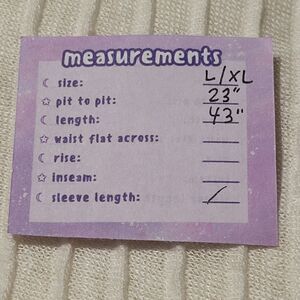 measurements
size: L/XL
pit to pit: 23"
length: 43"
waist flat across:
rise:
inseam:
sleeve length: /